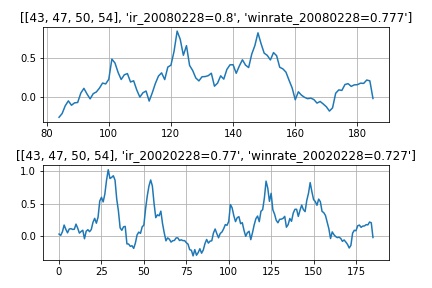 [[43, 47, 50, 54], 'ir_20080228=0.8', 'winrate_20080228=0.777']
0.5
0.0
80 100 120 140 160 180
[[43, 47, 50, 54], 'ir_20020228=0.77', 'winrate_20020228=0.727']
1.0
0.5
0.0
0 25 50 75 100 125 150 175